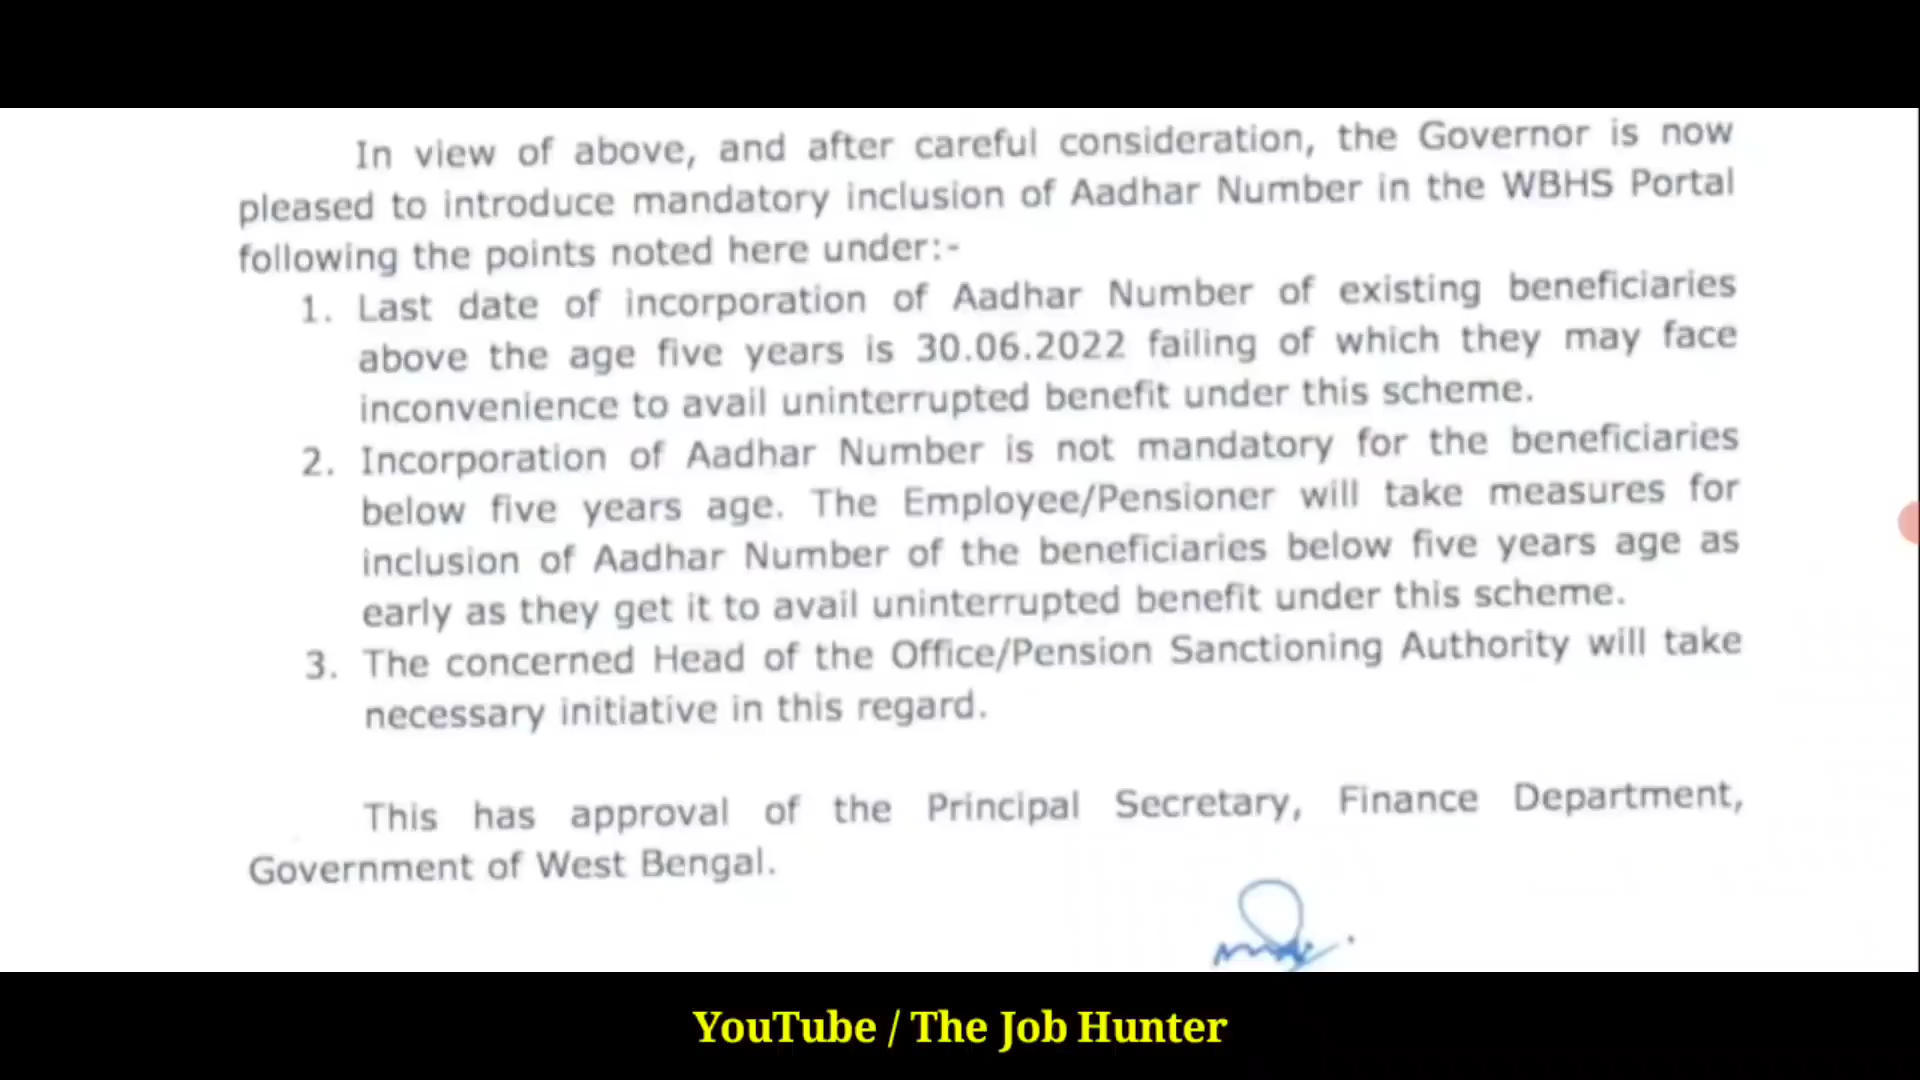 In view of above, and after careful consideration, the Governor is now
pleased to introduce mandatory inclusion of Aadhar Number in the WBHS Portal
following the points noted here under:-
1. Last date of incorporation of Aadhar Number of existing beneficiaries
above the age five years is 30.06.2022 failing of which they may face
inconvenience to avail uninterrupted benefit under this scheme.
2. Incorporation of Aadhar Number is not mandatory for the beneficiaries
below five years age. The Employee/Pensioner will take measures for
inclusion of Aadhar Number of the beneficiaries below five years age as
early as they get it to avail uninterrupted benefit under this scheme.
3. The concerned Head of the Office/Pension Sanctioning Authority will take
necessary initiative in this regard.
This has approval of the Principal Secretary, Finance Department,
Government of West Bengal.
YouTube / The Job Hunter